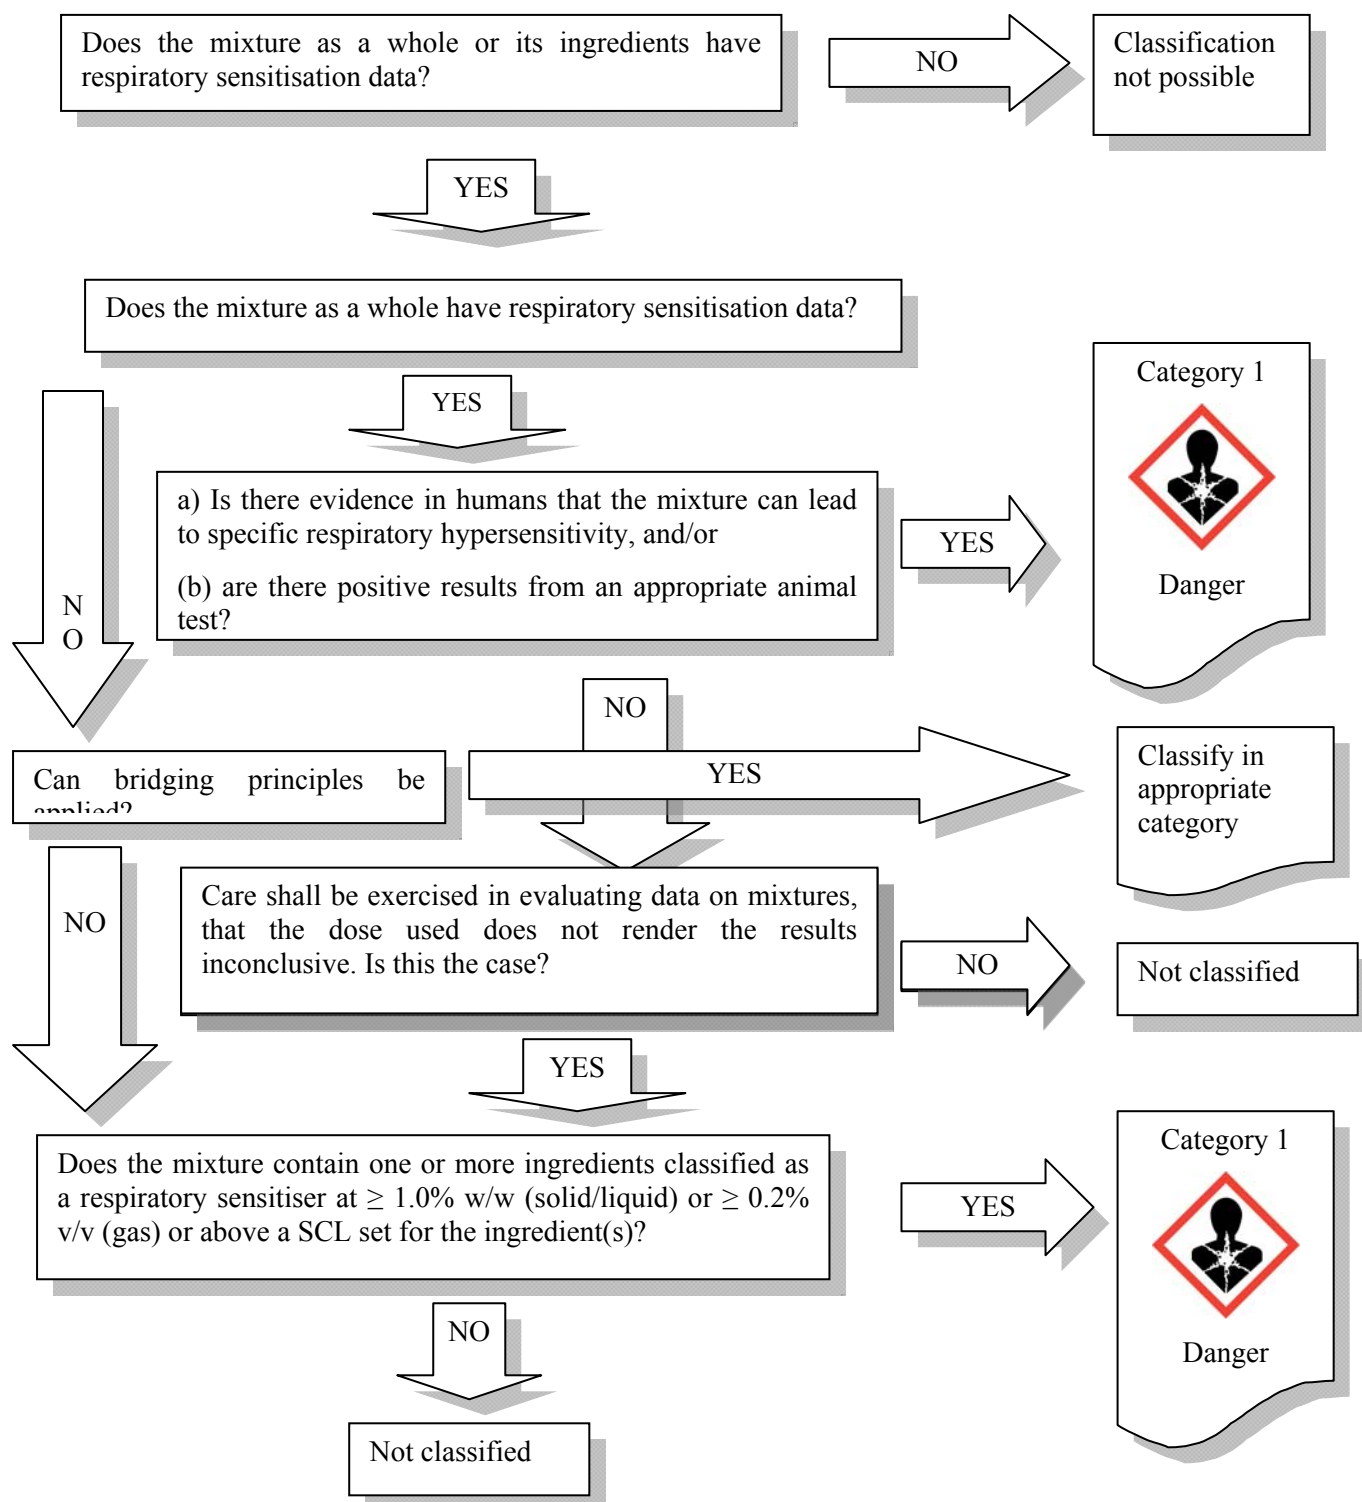 Does the mixture as a whole or its ingredients have
respiratory sensitisation data?
NO
Classification
not possible
YES
Does the mixture as a whole have respiratory sensitisation data?
YES
a) Is there evidence in humans that the mixture can lead
to specific respiratory hypersensitivity, and/or
(b) are there positive results from an appropriate animal
test?
YES
Category 1
Danger
N
O
NO
Can bridging principles be
applied?
YES
Classify in
appropriate
category
NO
Care shall be exercised in evaluating data on mixtures,
that the dose used does not render the results
inconclusive. Is this the case?
NO
Not classified
YES
Does the mixture contain one or more ingredients classified as
a respiratory sensitiser at ≥ 1.0% w/w (solid/liquid) or ≥ 0.2%
v/v (gas) or above a SCL set for the ingredient(s)?
YES
Category 1
Danger
NO
Not classified